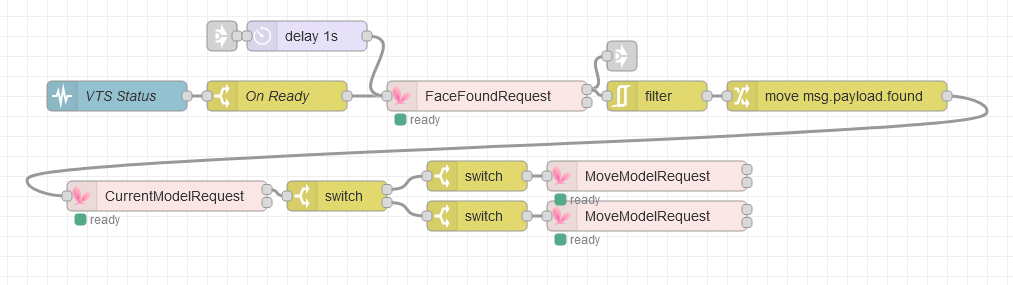 delay 1s
VTS Status
On Ready
FaceFoundRequest
filter
move msg.payload.found
ready
switch
MoveModelRequest
CurrentModelRequest
switch
ready
ready
switch
MoveModelRequest
ready